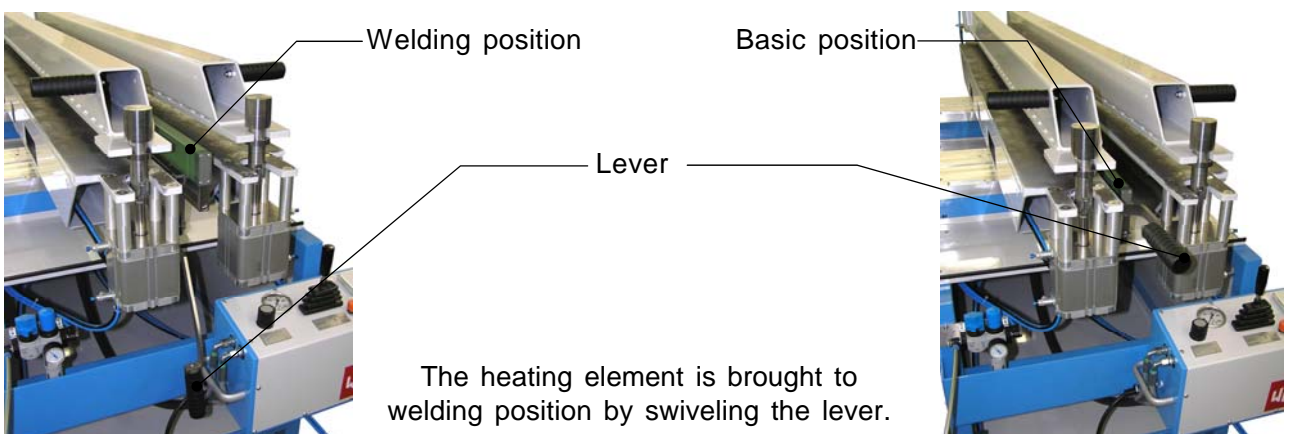 Welding position
Basic position
Lever
The heating element is brought to
welding position by swiveling the lever.